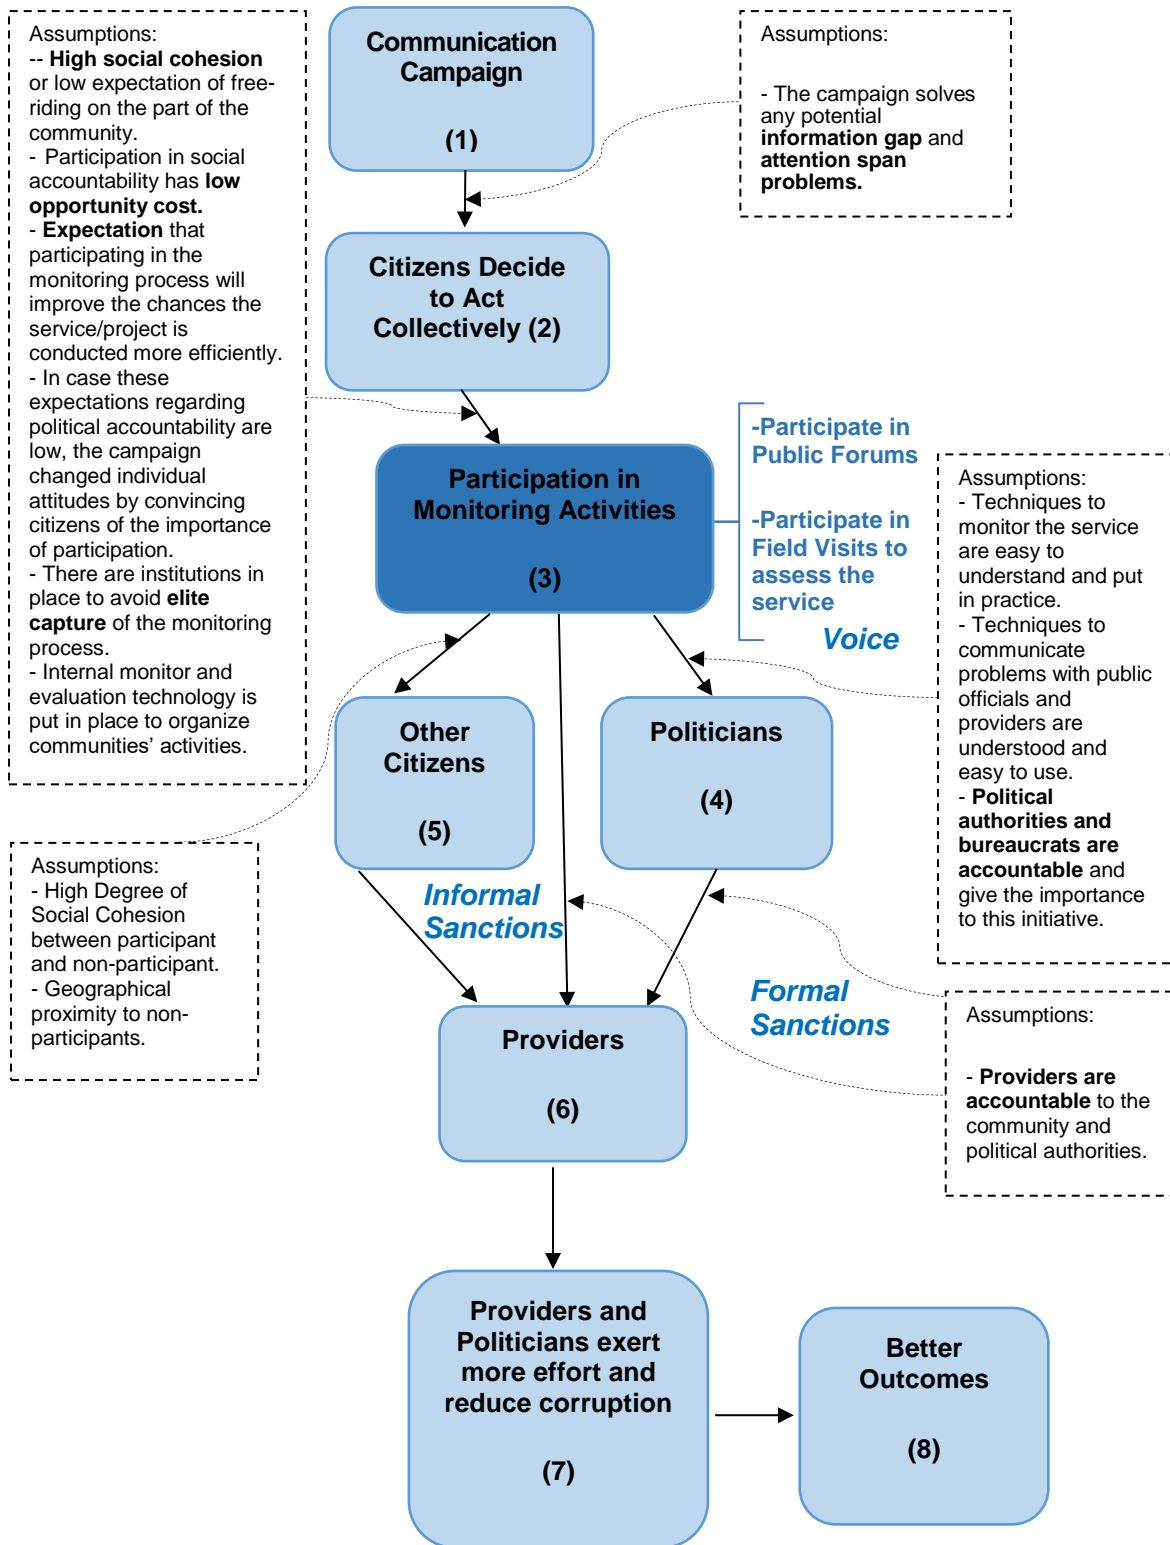 Assumptions:
-- High social cohesion
or low expectation of free-
riding on the part of the
community.
- Participation in social
accountability has low
opportunity cost.
- Expectation that
participating in the
monitoring process will
improve the chances the
service/project is
conducted more efficiently.
- In case these
expectations regarding
political accountability are
low, the campaign
changed individual
attitudes by convincing
citizens of the importance
of participation.
- There are institutions in
place to avoid elite
capture of the monitoring
process.
- Internal monitor and
evaluation technology is
put in place to organize
communities' activities.
Communication
Campaign
(1)
Assumptions:
- The campaign solves
any potential
information gap and
attention span
problems.
Citizens Decide
to Act
Collectively (2)
Participation in
Monitoring Activities
(3)
-Participate in
Public Forums
-Participate in
Field Visits to
assess the
service
Voice
Assumptions:
- Techniques to
monitor the service
are easy to
understand and put
in practice.
- Techniques to
communicate
problems with public
officials and
providers are
understood and
easy to use.
- Political
authorities and
bureaucrats are
accountable and
give the importance
to this initiative.
Other
Citizens
(5)
Politicians
(4)
Assumptions:
- High Degree of
Social Cohesion
between participant
and non-participant.
- Geographical
proximity to non-
participants.
Informal
Sanctions
Formal
Sanctions
Assumptions:
- Providers are
accountable to the
community and
political authorities.
Providers
(6)
Providers and
Politicians exert
more effort and
reduce corruption
(7)
Better
Outcomes
(8)